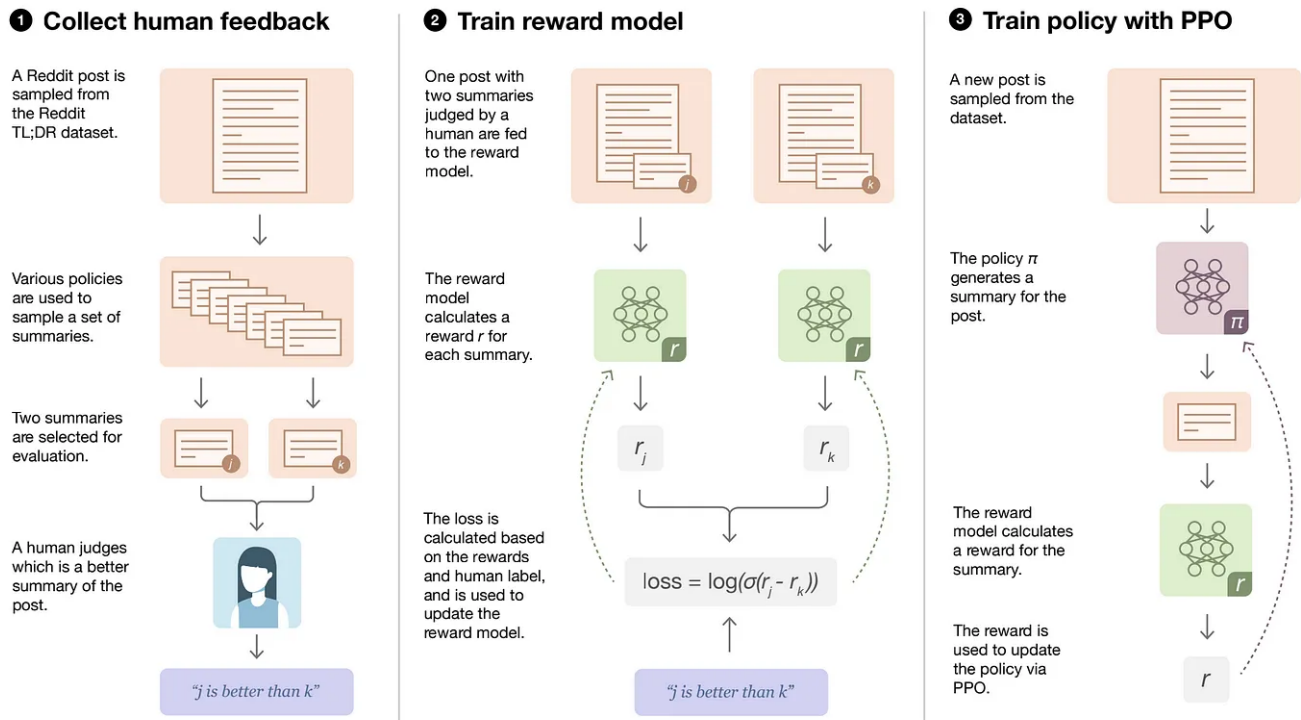 1 Collect human feedback
A Reddit post is
sampled from
the Reddit
TL;DR dataset.
Various policies
are used to
sample a set of
summaries.
Two summaries
are selected for
evaluation.
j
k
A human judges
which is a better
summary of the
post.
“j is better than k”
2 Train reward model
One post with
two summaries
judged by a
human are fed
to the reward
model.
j
k
The reward
model
calculates a
reward r for
each summary.
r
r
rj
rk
The loss is
calculated based
on the rewards
and human label,
and is used to
update the
reward model.
loss = log(σ(rj - rk))
“j is better than k”
3 Train policy with PPO
A new post is
sampled from the
dataset.
The policy π
generates a
summary for the
post.
π
The reward
model calculates
a reward for the
summary.
r
The reward is
used to update
the policy via
PPO.
r